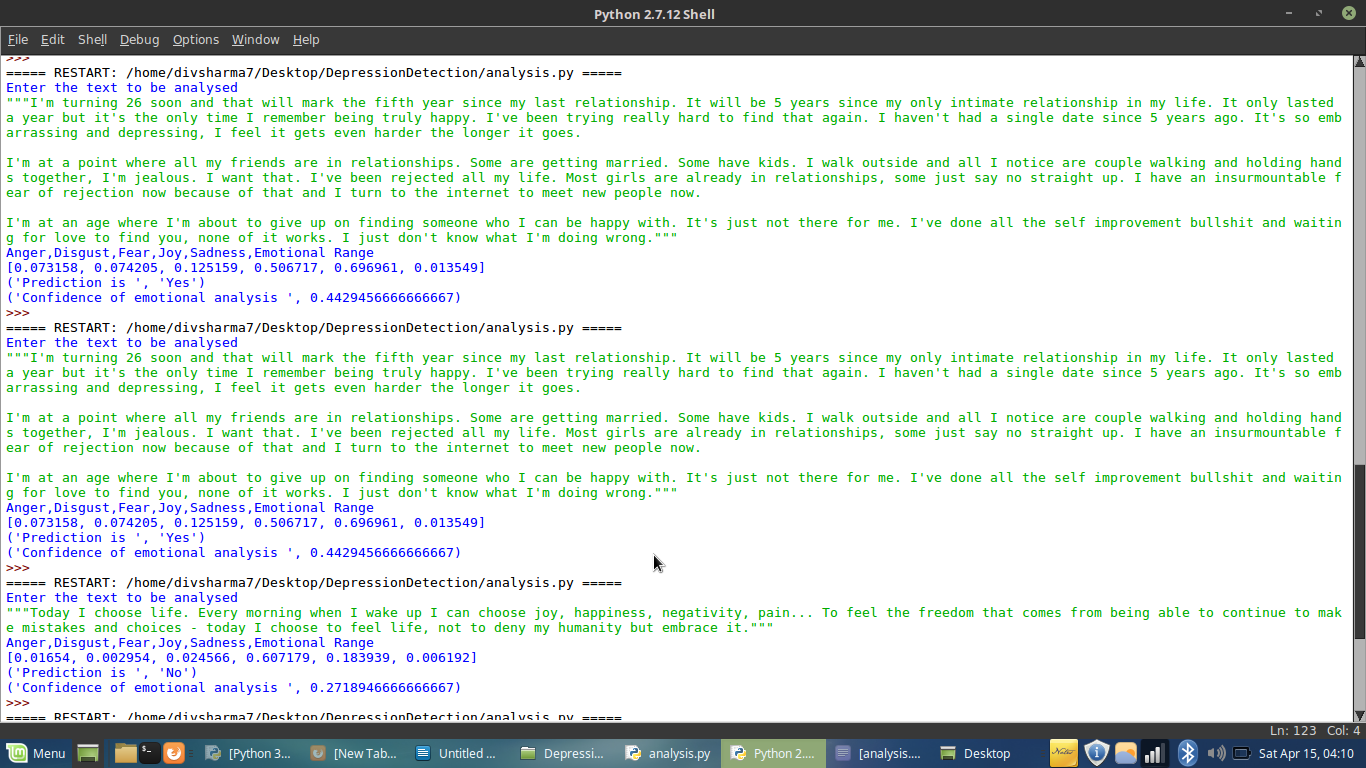 Python 2.7.12 Shell
File Edit Shell Debug Options Window Help
>>>
===== RESTART: /home/divsharma7/Desktop/DepressionDetection/analysis.py =====
Enter the text to be analysed
"""I'm turning 26 soon and that will mark the fifth year since my last relationship. It will be 5 years since my only intimate relationship in my life. It only lasted
a year but it's the only time I remember being truly happy. I've been trying really hard to find that again. I haven't had a single date since 5 years ago. It's so emb
arrassing and depressing, I feel it gets even harder the longer it goes.
I'm at a point where all my friends are in relationships. Some are getting married. Some have kids. I walk outside and all I notice are couple walking and holding hand
s together, I'm jealous. I want that. I've been rejected all my life. Most girls are already in relationships, some just say no straight up. I have an insurmountable f
ear of rejection now because of that and I turn to the internet to meet new people now.
I'm at an age where I'm about to give up on finding someone who I can be happy with. It's just not there for me. I've done all the self improvement bullshit and waitin
g for love to find you, none of it works. I just don't know what I'm doing wrong."""
Anger,Disgust,Fear,Joy,Sadness,Emotional Range
[0.073158, 0.074205, 0.125159, 0.506717, 0.696961, 0.013549]
('Prediction is ', 'Yes')
('Confidence of emotional analysis ', 0.4429456666666667)
>>>
===== RESTART: /home/divsharma7/Desktop/DepressionDetection/analysis.py =====
Enter the text to be analysed
"""I'm turning 26 soon and that will mark the fifth year since my last relationship. It will be 5 years since my only intimate relationship in my life. It only lasted
a year but it's the only time I remember being truly happy. I've been trying really hard to find that again. I haven't had a single date since 5 years ago. It's so emb
arrassing and depressing, I feel it gets even harder the longer it goes.
I'm at a point where all my friends are in relationships. Some are getting married. Some have kids. I walk outside and all I notice are couple walking and holding hand
s together, I'm jealous. I want that. I've been rejected all my life. Most girls are already in relationships, some just say no straight up. I have an insurmountable f
ear of rejection now because of that and I turn to the internet to meet new people now.
I'm at an age where I'm about to give up on finding someone who I can be happy with. It's just not there for me. I've done all the self improvement bullshit and waitin
g for love to find you, none of it works. I just don't know what I'm doing wrong."""
Anger,Disgust,Fear,Joy,Sadness,Emotional Range
[0.073158, 0.074205, 0.125159, 0.506717, 0.696961, 0.013549]
('Prediction is ', 'Yes')
('Confidence of emotional analysis ', 0.4429456666666667)
>>>
===== RESTART: /home/divsharma7/Desktop/DepressionDetection/analysis.py =====
Enter the text to be analysed
"""Today I choose life. Every morning when I wake up I can choose joy, happiness, negativity, pain... To feel the freedom that comes from being able to continue to mak
e mistakes and choices - today I choose to feel life, not to deny my humanity but embrace it."""
Anger,Disgust,Fear,Joy,Sadness,Emotional Range
[0.01654, 0.002954, 0.024566, 0.607179, 0.183939, 0.006192]
('Prediction is ', 'No')
('Confidence of emotional analysis ', 0.2718946666666667)
>>>
===== RESTART: /home/divsharma7/Desktop/DepressionDetection/analysis.py =====
Ln: 123 Col: 4
Menu [Python 3... [New Tab... Untitled ... Depressi... analysis.py Python 2.... [analysis.... Desktop Notes Sat Apr 15, 04:10